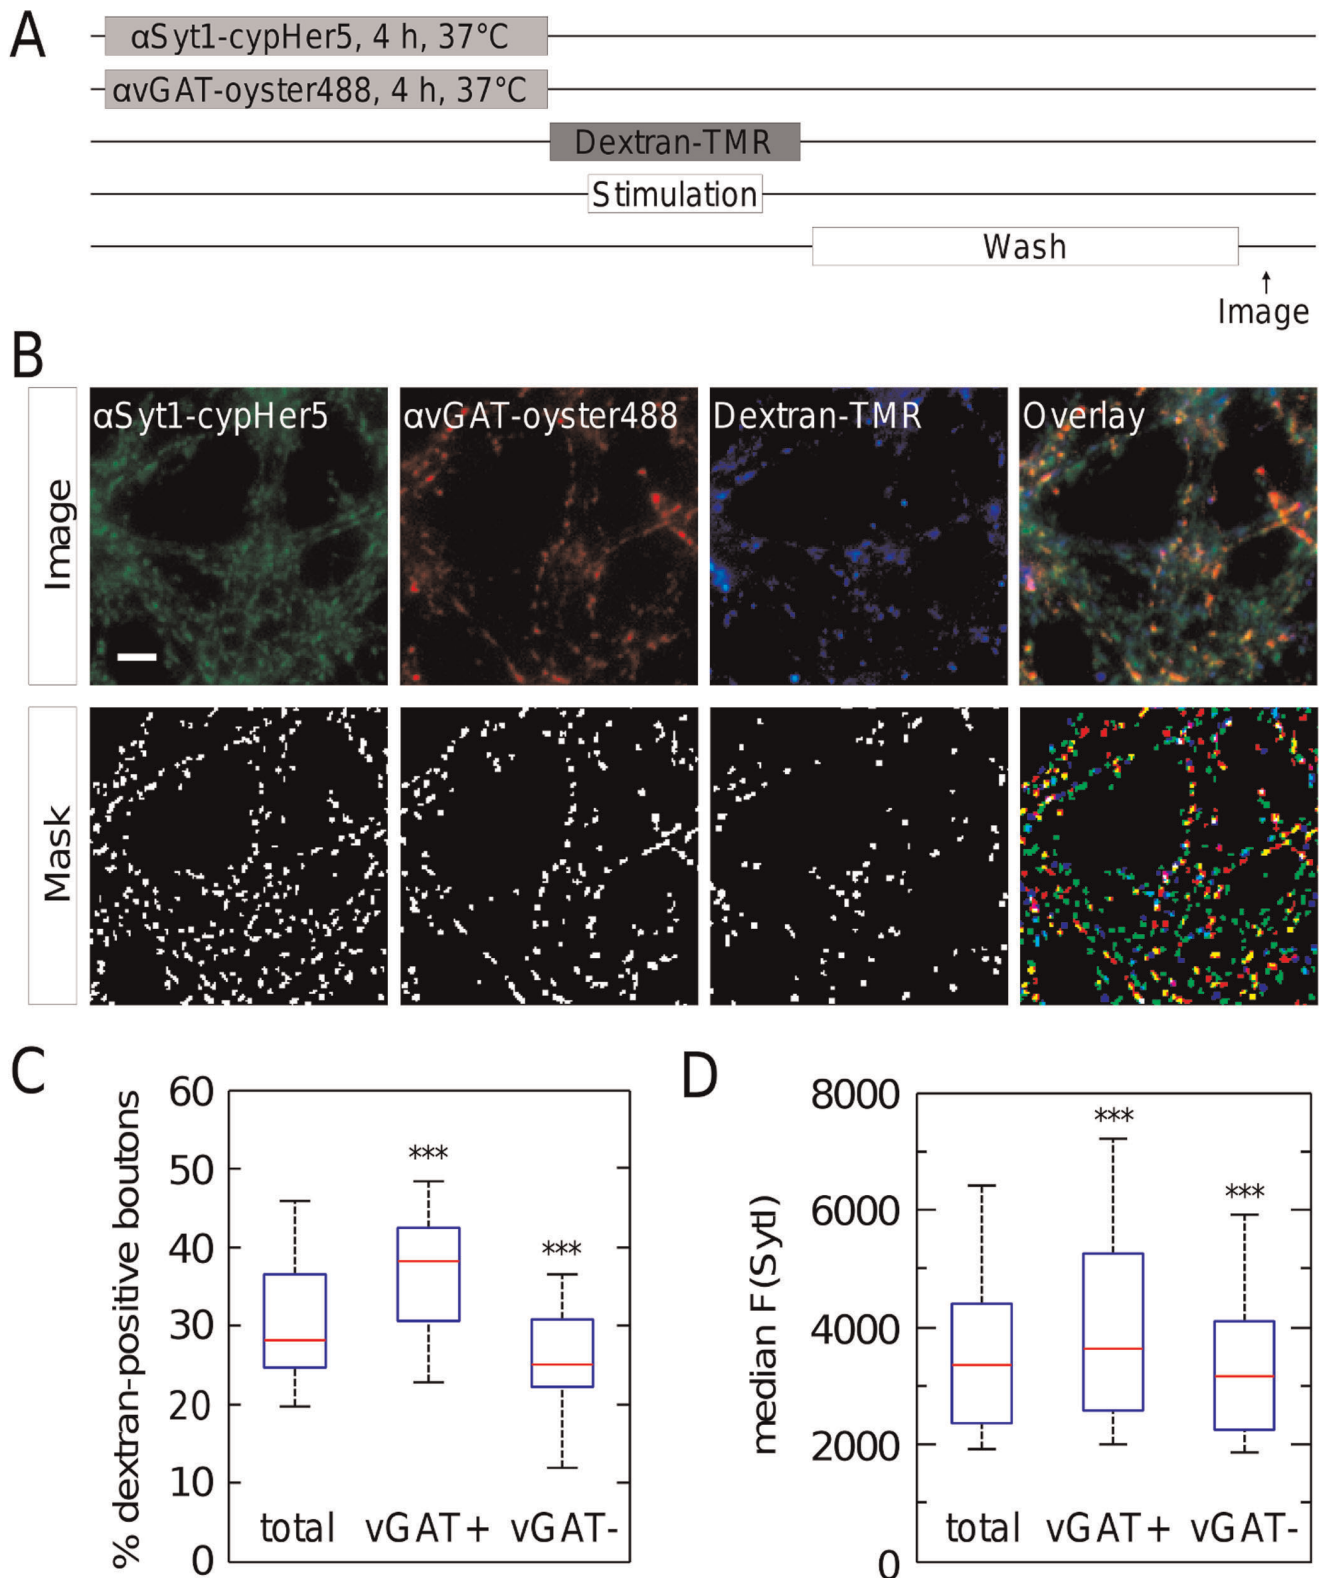 A
αSyt1-cypHer5, 4 h, 37°C
αvGAT-oyster488, 4 h, 37°C
Dextran-TMR
Stimulation
Wash
Image
B
Image
αSyt1-cypHer5
αvGAT-oyster488
Dextran-TMR
Overlay
Mask
C
% dextran-positive boutons
60
50
40
30
20
10
0
***
***
total
vGAT+
vGAT-
D
median F(SytI)
8000
6000
4000
2000
0
***
***
total
vGAT+
vGAT-